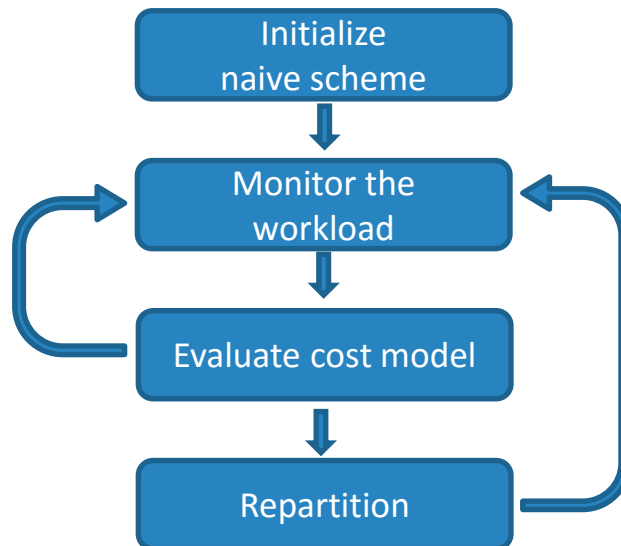 Initialize
naive scheme
Monitor the
workload
Evaluate cost model
Repartition